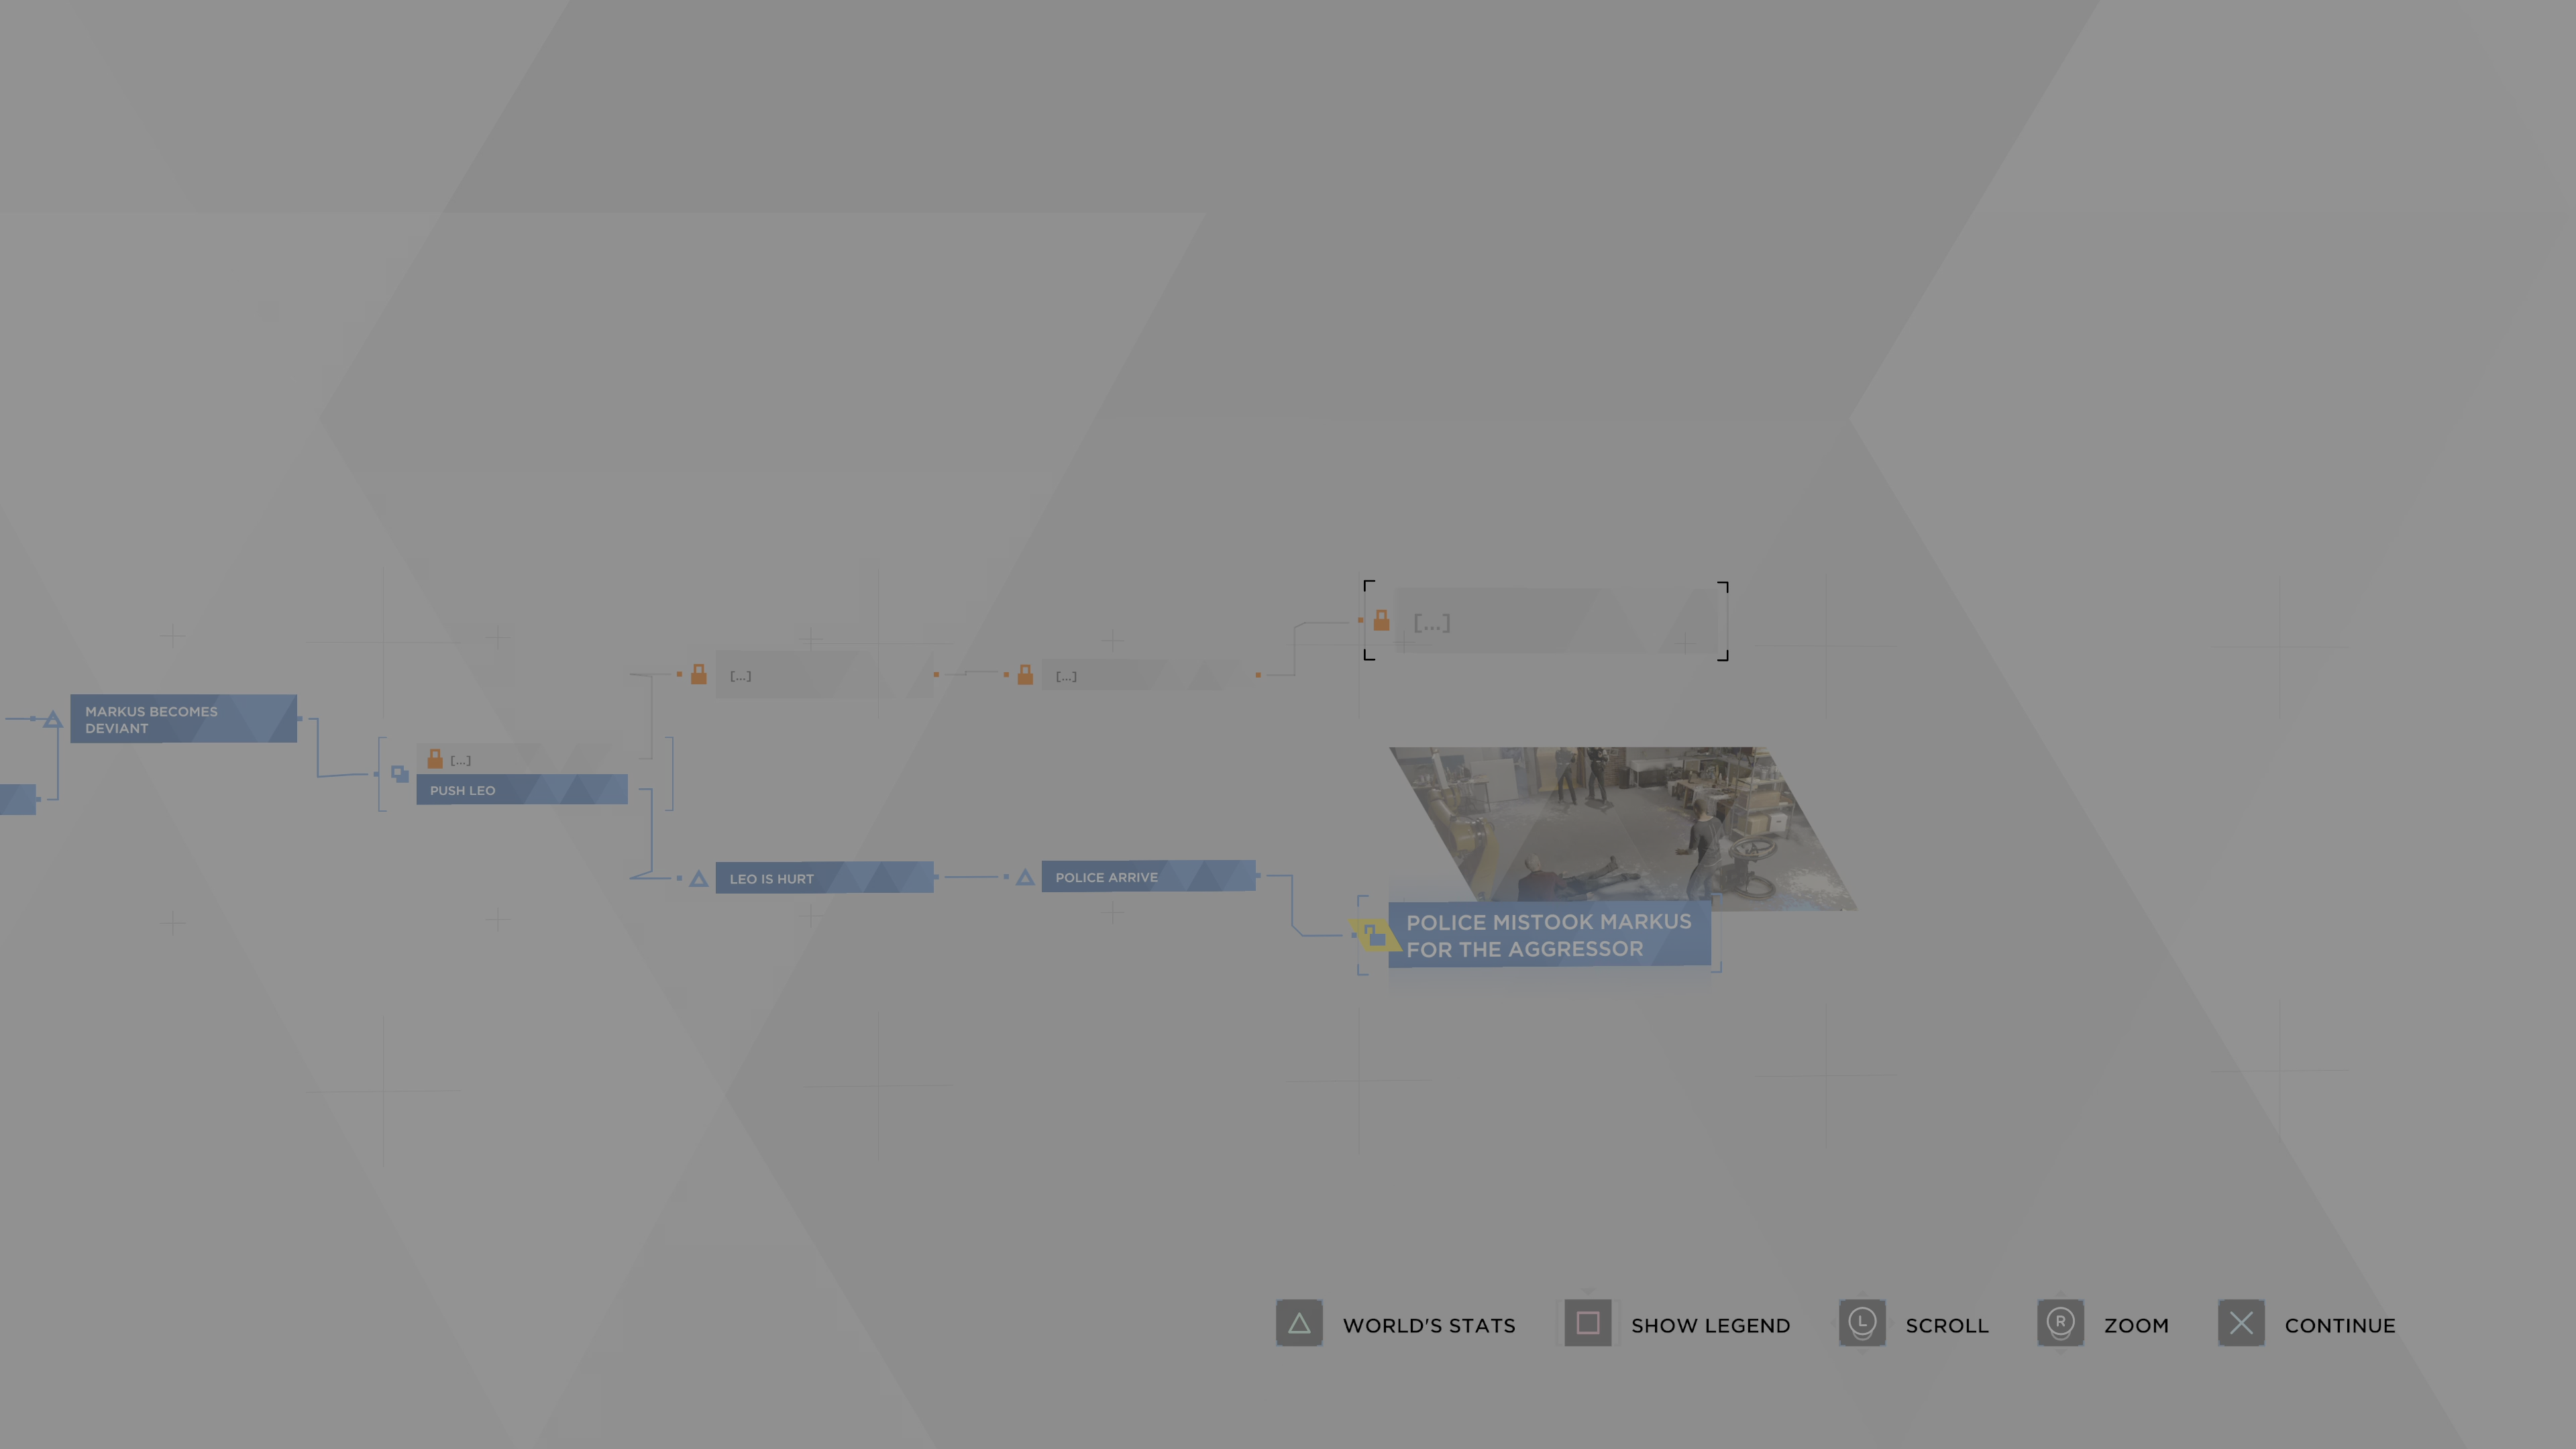 [...]
[...]
[...]
MARKUS BECOMES
DEVIANT
[...]
PUSH LEO
LEO IS HURT
POLICE ARRIVE
POLICE MISTOOK MARKUS
FOR THE AGGRESSOR
WORLD'S STATS
SHOW LEGEND
L
SCROLL
R
ZOOM
CONTINUE